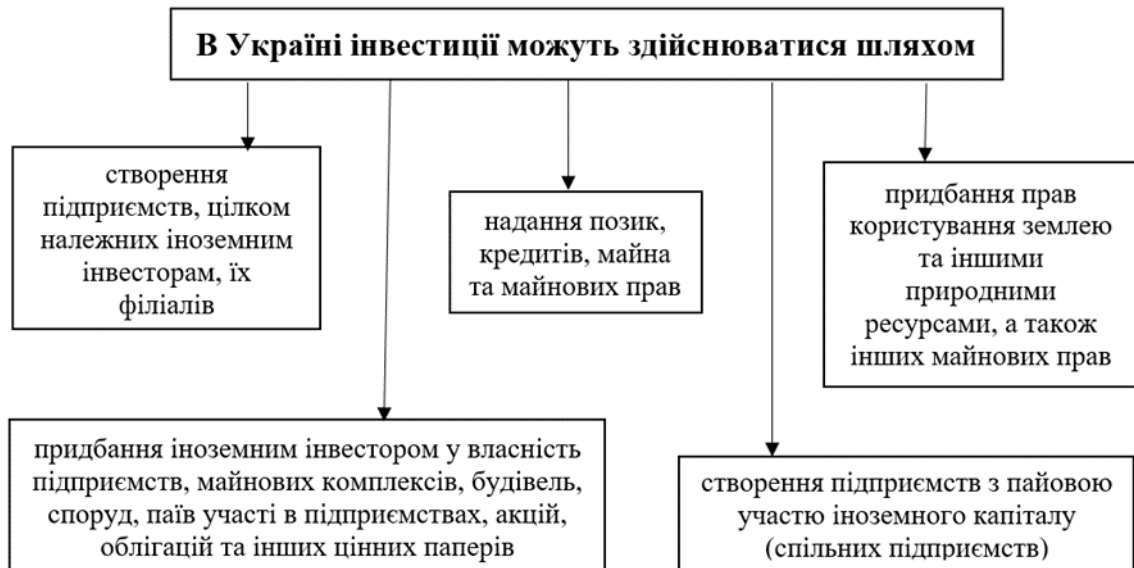 В Україні інвестиції можуть здійснюватися шляхом
створення
підприємств, цілком
належних іноземним
інвесторам, їх
філіалів
надання позик,
кредитів, майна
та майнових прав
придбання прав
користування землею
та іншими
природними
ресурсами, а також
інших майнових прав
придбання іноземним інвестором у власність
підприємств, майнових комплексів, будівель,
споруд, паїв участі в підприємствах, акцій,
облігацій та інших цінних паперів
створення підприємств з пайовою
участю іноземного капіталу
(спільних підприємств)